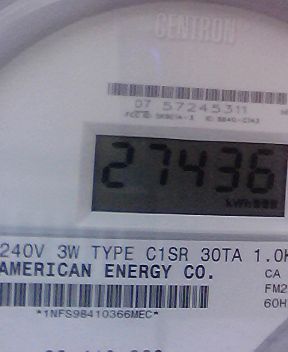 CENTRON
07 57245311
27436
kWh
240V 3W TYPE C1SR 30TA 1.0
AMERICAN ENERGY CO.
CA
FM2
60H
*1NFS98410366MEC*